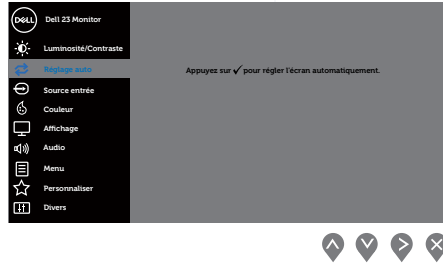 DELL
Dell 23 Monitor
Luminosité/Contraste
Réglage auto
Appuyez sur ✓ pour régler l'écran automatiquement.
Source entrée
Couleur
Affichage
Audio
Menu
Personnaliser
Divers